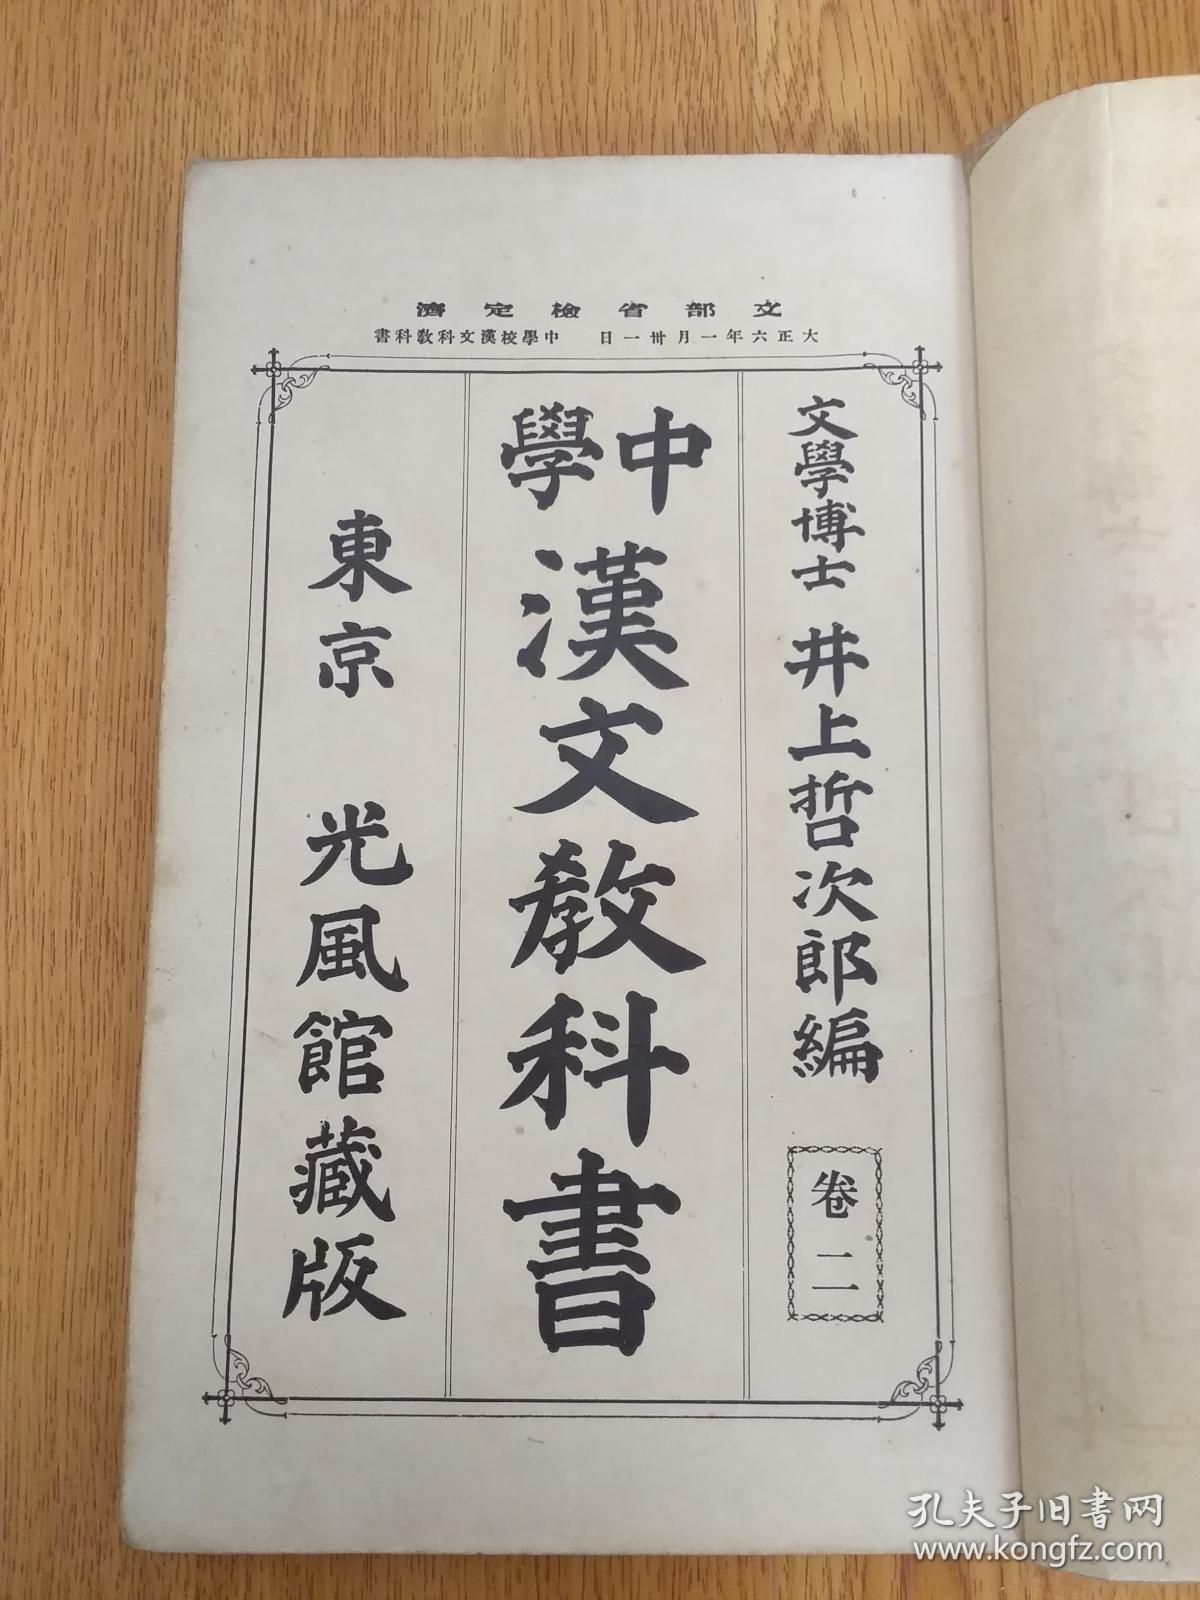 文部省檢定濟
大正六年一月卅一日 中學校漢文科敎科書
文學博士 井上哲次郎編
卷二
中學漢文敎科書
東京 光風館藏版
孔夫子旧书网
www.kongfz.com